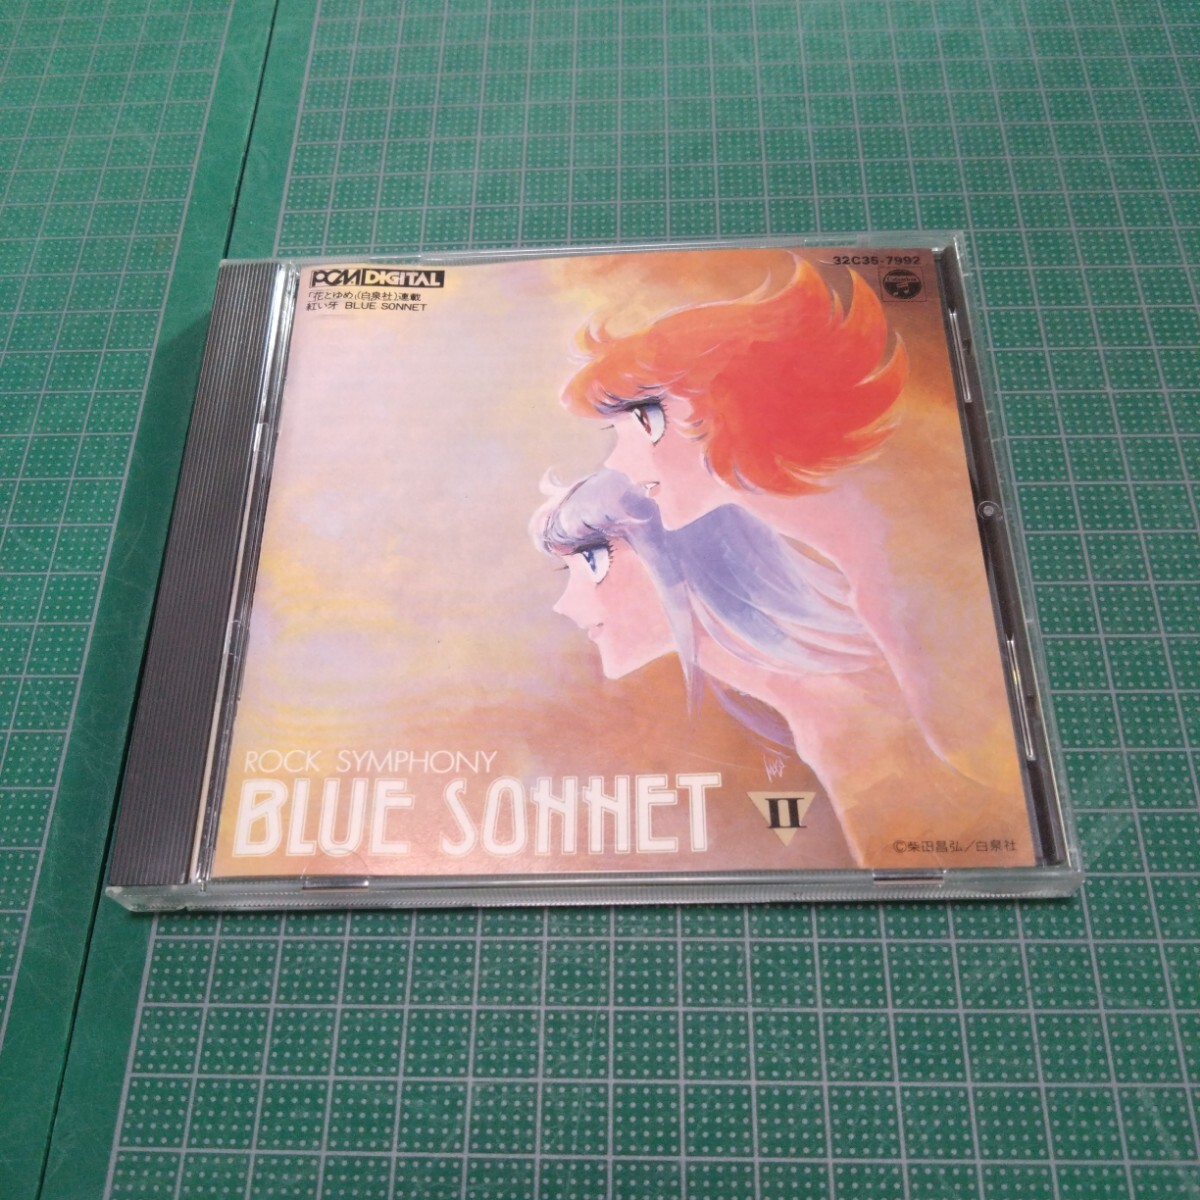 PCM DIGITAL
「花とゆめ」(白泉社)連載
紅い牙 BLUE SONNET
32C35-7992
ROCK SYMPHONY
BLUE SONNET II
©柴田昌弘/白泉社